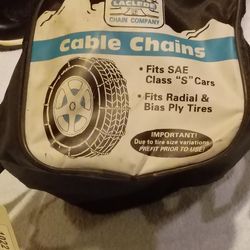 LACLEDE
CHAIN COMPANY
Cable Chains
• Fits SAE
Class "S" Cars
• Fits Radial &
Bias Ply Tires
IMPORTANT!
Due to tire size variations
PREFIT PRIOR TO USE!